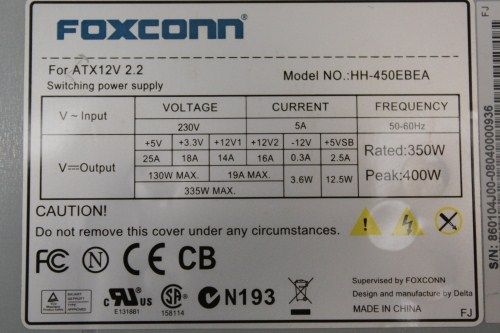 FOXCONN®
For ATX12V 2.2
Switching power supply
Model NO.:HH-450EBEA
V ~ Input VOLTAGE CURRENT FREQUENCY
230V 5A 50-60Hz
V⎓Output +5V +3.3V +12V1 +12V2 -12V +5VSB Rated:350W
25A 18A 14A 16A 0.3A 2.5A
130W MAX. 19A MAX. 3.6W 12.5W Peak:400W
335W MAX.
CAUTION!
Do not remove this cover under any circumstances.
FC N CE CB
c RU US E131881 SA 158114 N193
Supervised by FOXCONN
Design and manufacture by Delta
MADE IN CHINA FJ
FJ
S/N: 860104J00-08040000936